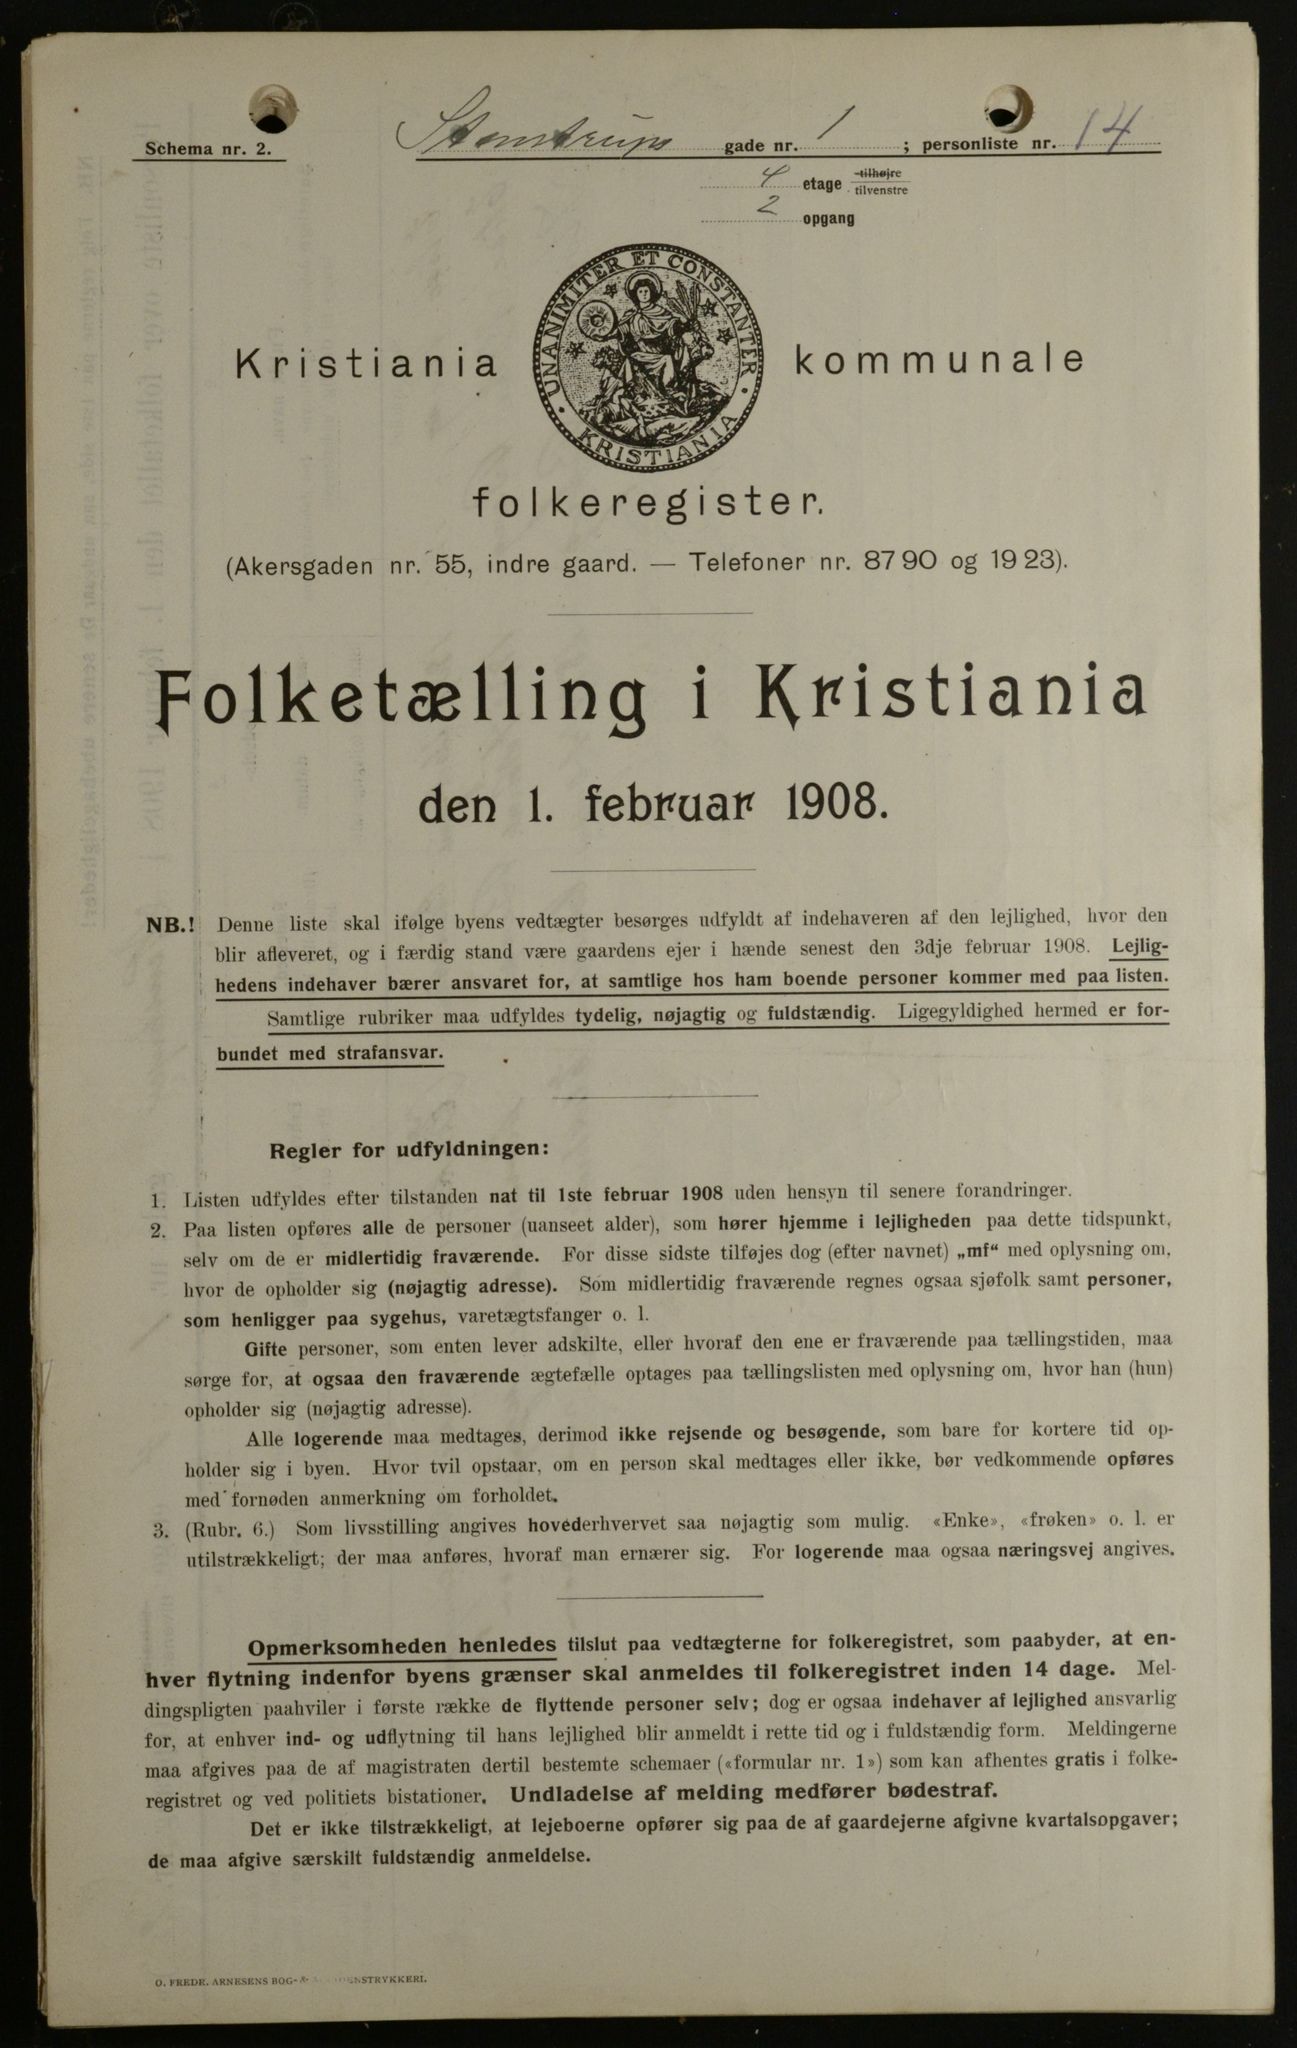 Schema nr. 2. Stenstrups gade nr. 1 ; personliste nr. 14
4 etage tilhøjre tilvenstre
2 opgang
UNANIMITER ET CONSTANTER
KRISTIANIA
Kristiania kommunale
folkeregister.
(Akersgaden nr. 55, indre gaard. — Telefoner nr. 87 90 og 19 23).
Folketælling i Kristiania
den 1. februar 1908.
NB.! Denne liste skal ifølge byens vedtægter besørges udfyldt af indehaveren af den lejlighed, hvor den
blir afleveret, og i færdig stand være gaardens ejer i hænde senest den 3dje februar 1908. Lejlig-
hedens indehaver bærer ansvaret for, at samtlige hos ham boende personer kommer med paa listen.
Samtlige rubriker maa udfyldes tydelig, nøjagtig og fuldstændig. Ligegyldighed hermed er for-
bundet med strafansvar.
Regler for udfyldningen:
1. Listen udfyldes efter tilstanden nat til 1ste februar 1908 uden hensyn til senere forandringer.
2. Paa listen opføres alle de personer (uanseet alder), som hører hjemme i lejligheden paa dette tidspunkt,
selv om de er midlertidig fraværende. For disse sidste tilføjes dog (efter navnet) „mf“ med oplysning om,
hvor de opholder sig (nøjagtig adresse). Som midlertidig fraværende regnes ogsaa sjøfolk samt personer,
som henligger paa sygehus, varetægtsfanger o. l.
Gifte personer, som enten lever adskilte, eller hvoraf den ene er fraværende paa tællingstiden, maa
sørge for, at ogsaa den fraværende ægtefælle optages paa tællingslisten med oplysning om, hvor han (hun)
opholder sig (nøjagtig adresse).
Alle logerende maa medtages, derimod ikke rejsende og besøgende, som bare for kortere tid op-
holder sig i byen. Hvor tvil opstaar, om en person skal medtages eller ikke, bør vedkommende opføres
med fornøden anmerkning om forholdet.
3. (Rubr. 6.) Som livsstilling angives hovederhvervet saa nøjagtig som mulig. «Enke», «frøken» o. l. er
utilstrækkeligt; der maa anføres, hvoraf man ernærer sig. For logerende maa ogsaa næringsvej angives.
Opmerksomheden henledes tilslut paa vedtægterne for folkeregistret, som paabyder, at en-
hver flytning indenfor byens grænser skal anmeldes til folkeregistret inden 14 dage. Mel-
dingspligten paahviler i første række de flyttende personer selv; dog er ogsaa indehaver af lejlighed ansvarlig
for, at enhver ind- og udflytning til hans lejlighed blir anmeldt i rette tid og i fuldstændig form. Meldingerne
maa afgives paa de af magistraten dertil bestemte schemaer («formular nr. 1») som kan afhentes gratis i folke-
registret og ved politiets bistationer. Undladelse af melding medfører bødestraf.
Det er ikke tilstrækkeligt, at lejeboerne opfører sig paa de af gaardejerne afgivne kvartalsopgaver;
de maa afgive særskilt fuldstændig anmeldelse.
O. FREDR. ARNESENS BOG-